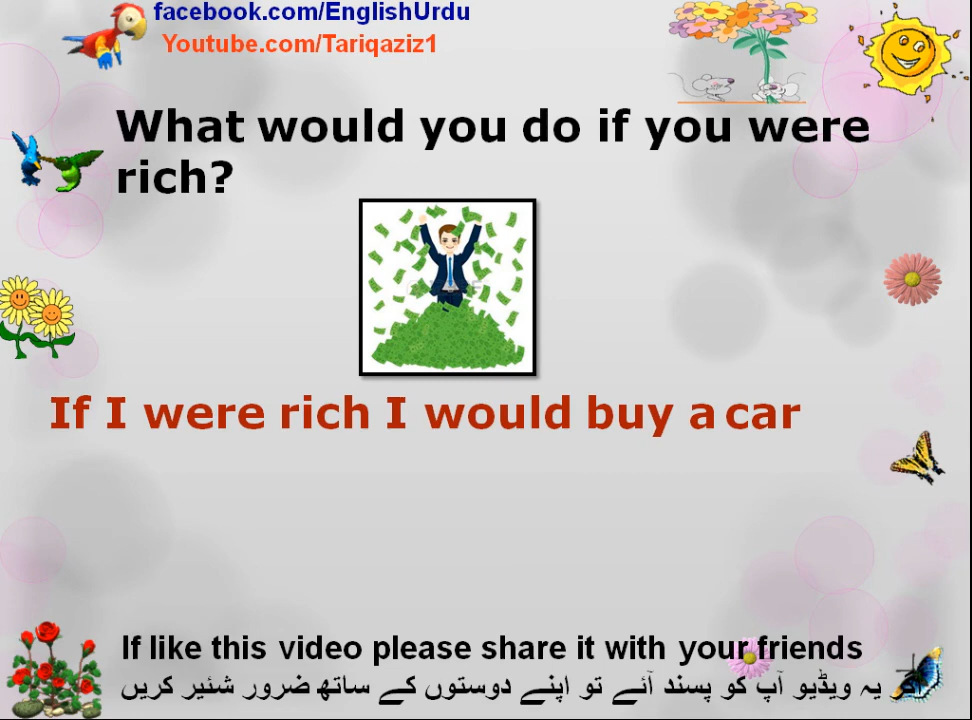 facebook.com/EnglishUrdu
Youtube.com/Tariqaziz1
What would you do if you were
rich?
If I were rich I would buy a car
If like this video please share it with your friends
اگر یہ ویڈیو آپ کو پسند آئے تو اپنے دوستوں کے ساتھ ضرور شئیر کریں